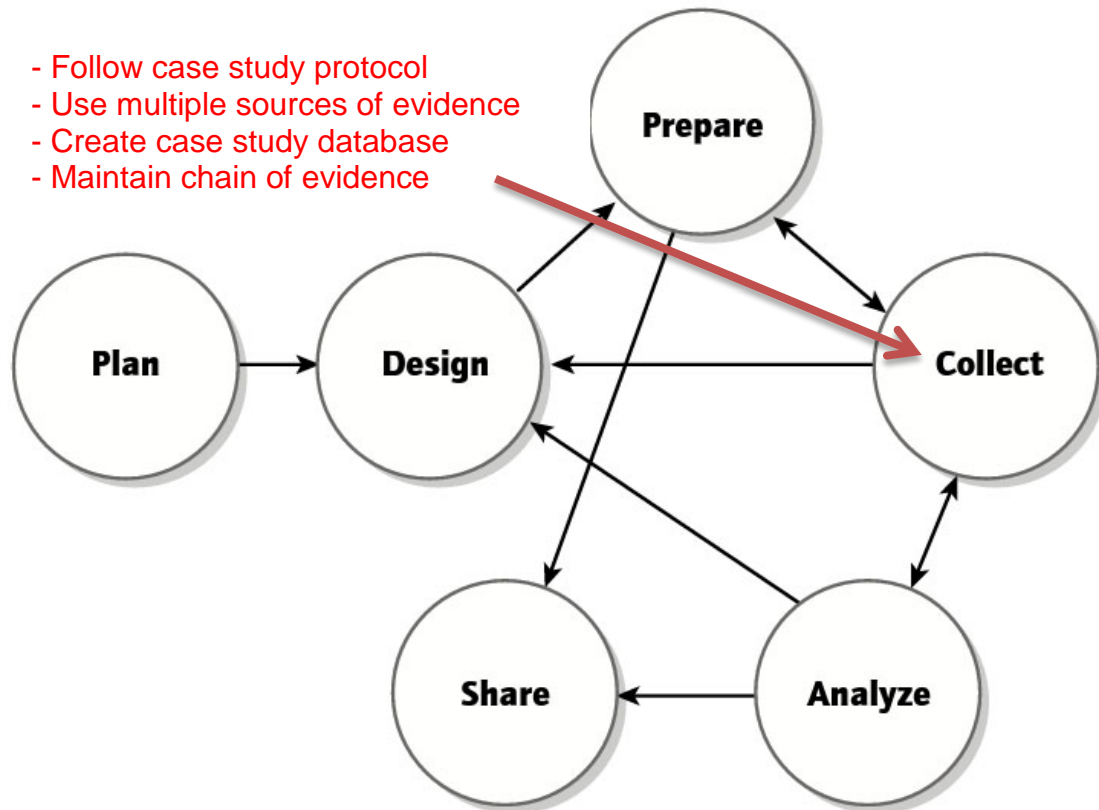 - Follow case study protocol
- Use multiple sources of evidence
- Create case study database
- Maintain chain of evidence
Prepare
Plan
Design
Collect
Share
Analyze